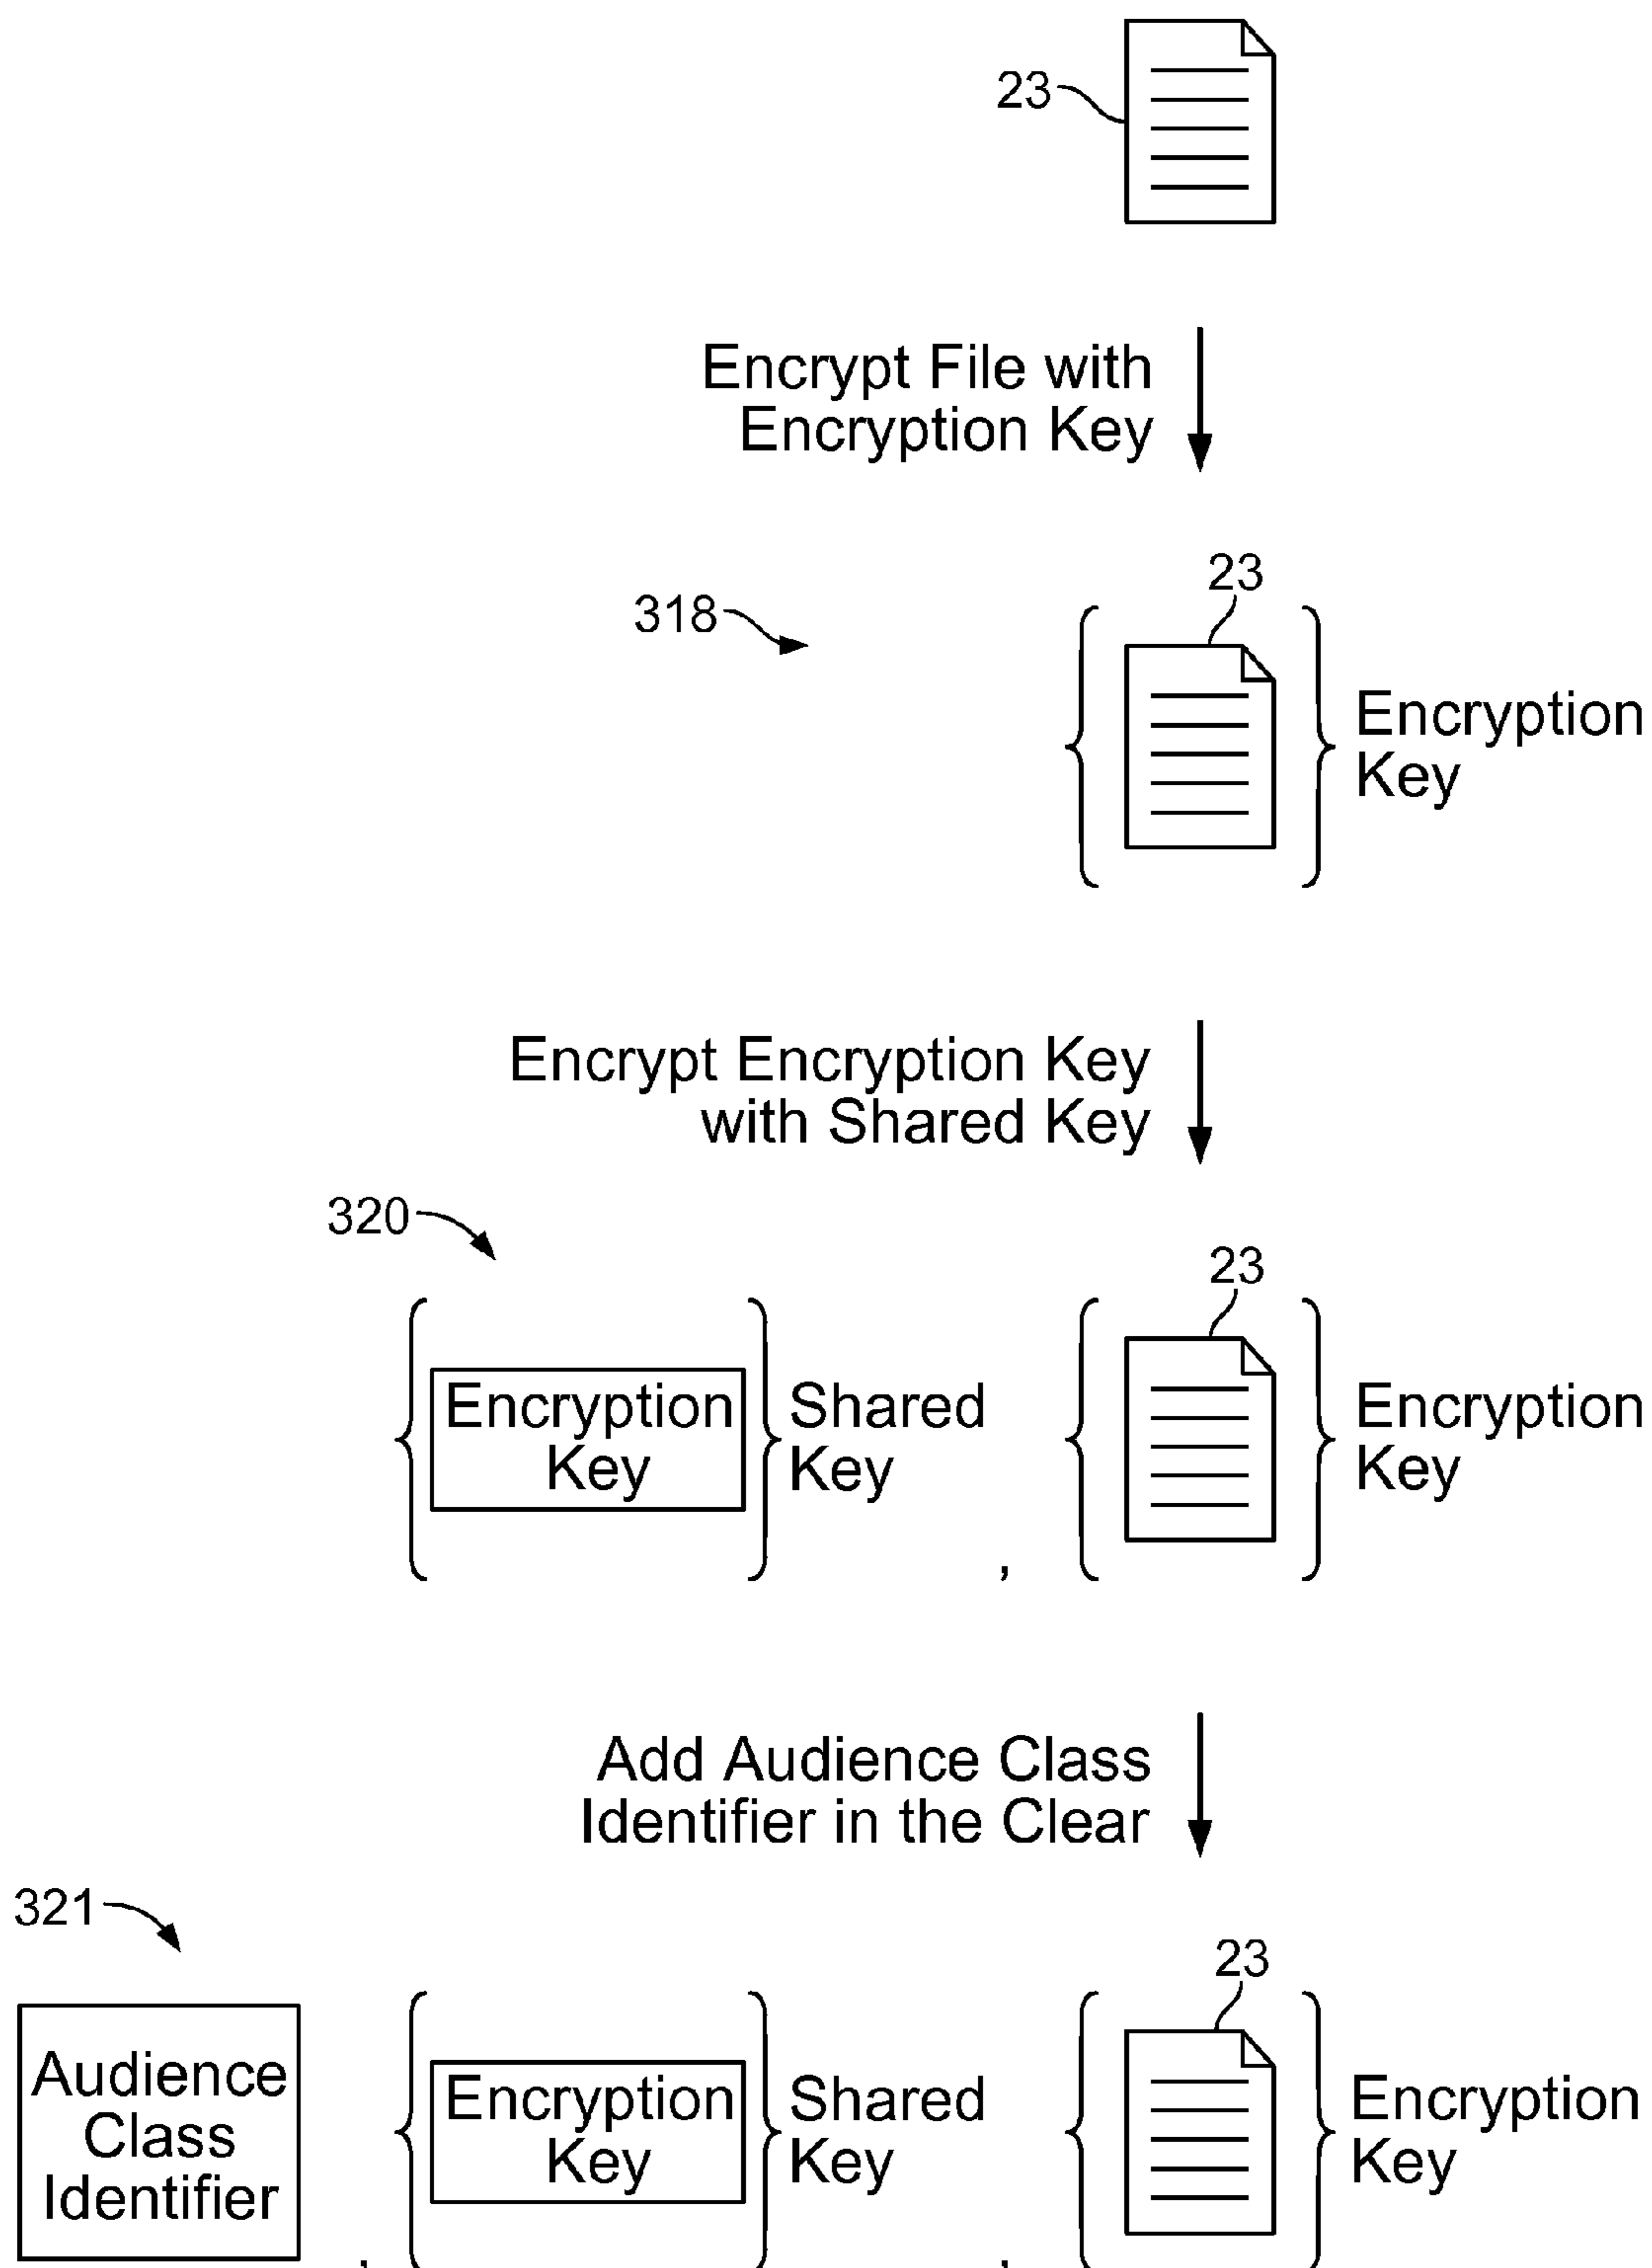 23
Encrypt File with
Encryption Key
318
23
Encryption
Key
Encrypt Encryption Key
with Shared Key
320
23
Encryption
Key
Shared
Key
,
Encryption
Key
Add Audience Class
Identifier in the Clear
321
23
Audience
Class
Identifier
,
Encryption
Key
Shared
Key
,
Encryption
Key